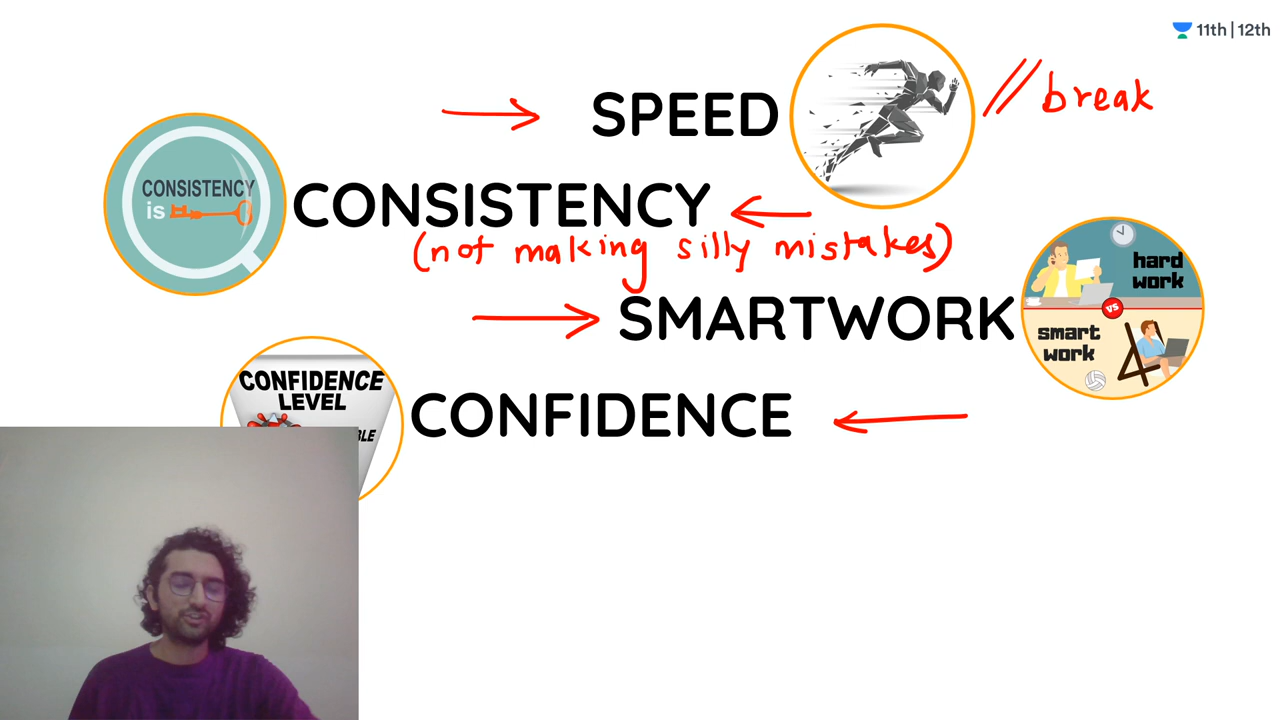 11th | 12th
SPEED
// break
CONSISTENCY
is
CONSISTENCY
(not making silly mistakes)
hard
work
VS
smart
work
SMARTWORK
CONFIDENCE
LEVEL
CONFIDENCE